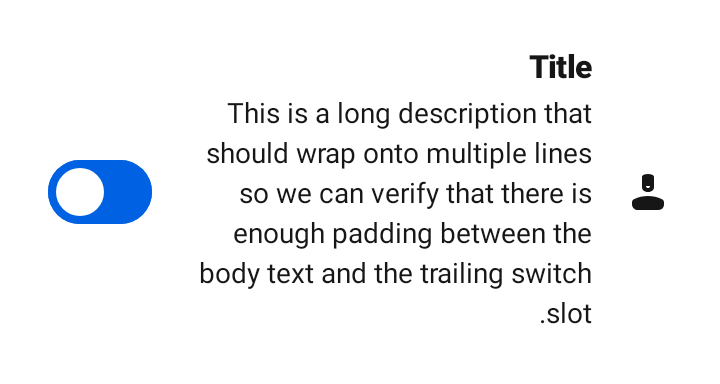 Title
This is a long description that
should wrap onto multiple lines
so we can verify that there is
enough padding between the
body text and the trailing switch
.slot